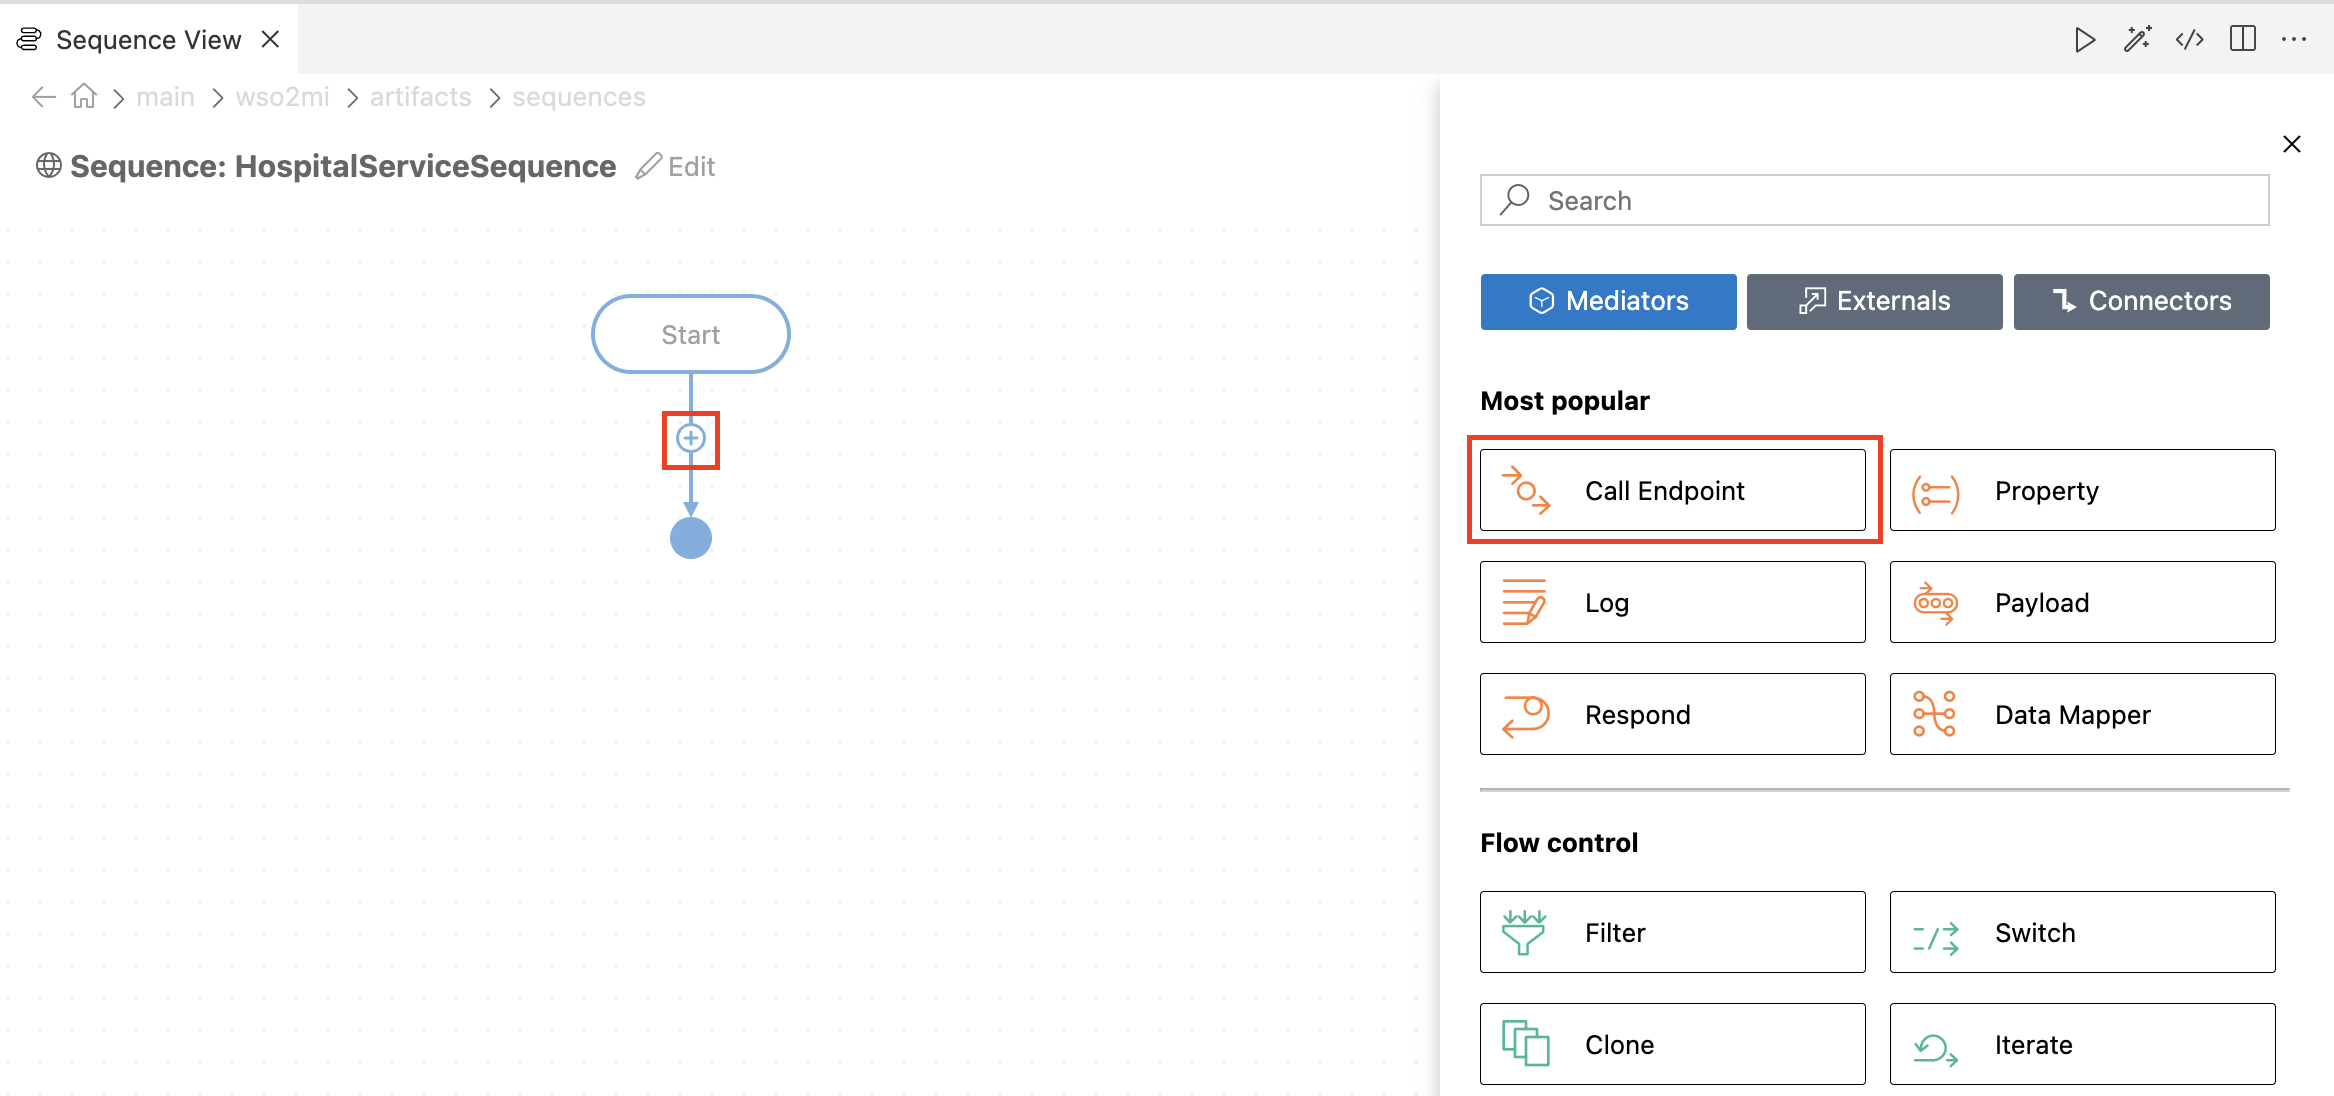 Sequence View
main > wso2mi > artifacts > sequences
Sequence: HospitalServiceSequence Edit
Start
Search
Mediators Externals Connectors
Most popular
Call Endpoint Property
Log Payload
Respond Data Mapper
Flow control
Filter Switch
Clone Iterate